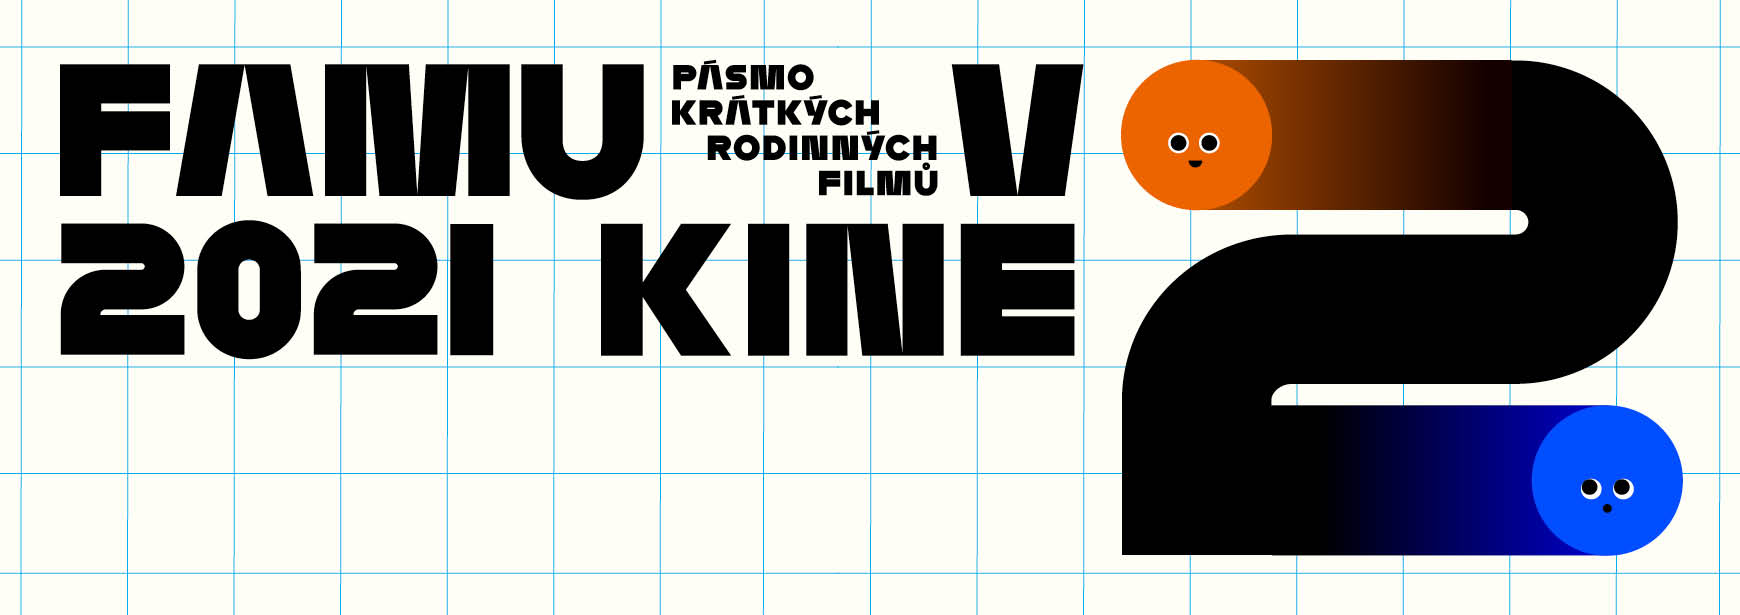 FAMU V
PÁSMO
KRÁTKÝCH
RODINNÝCH
FILMŮ
2021 KINE
2